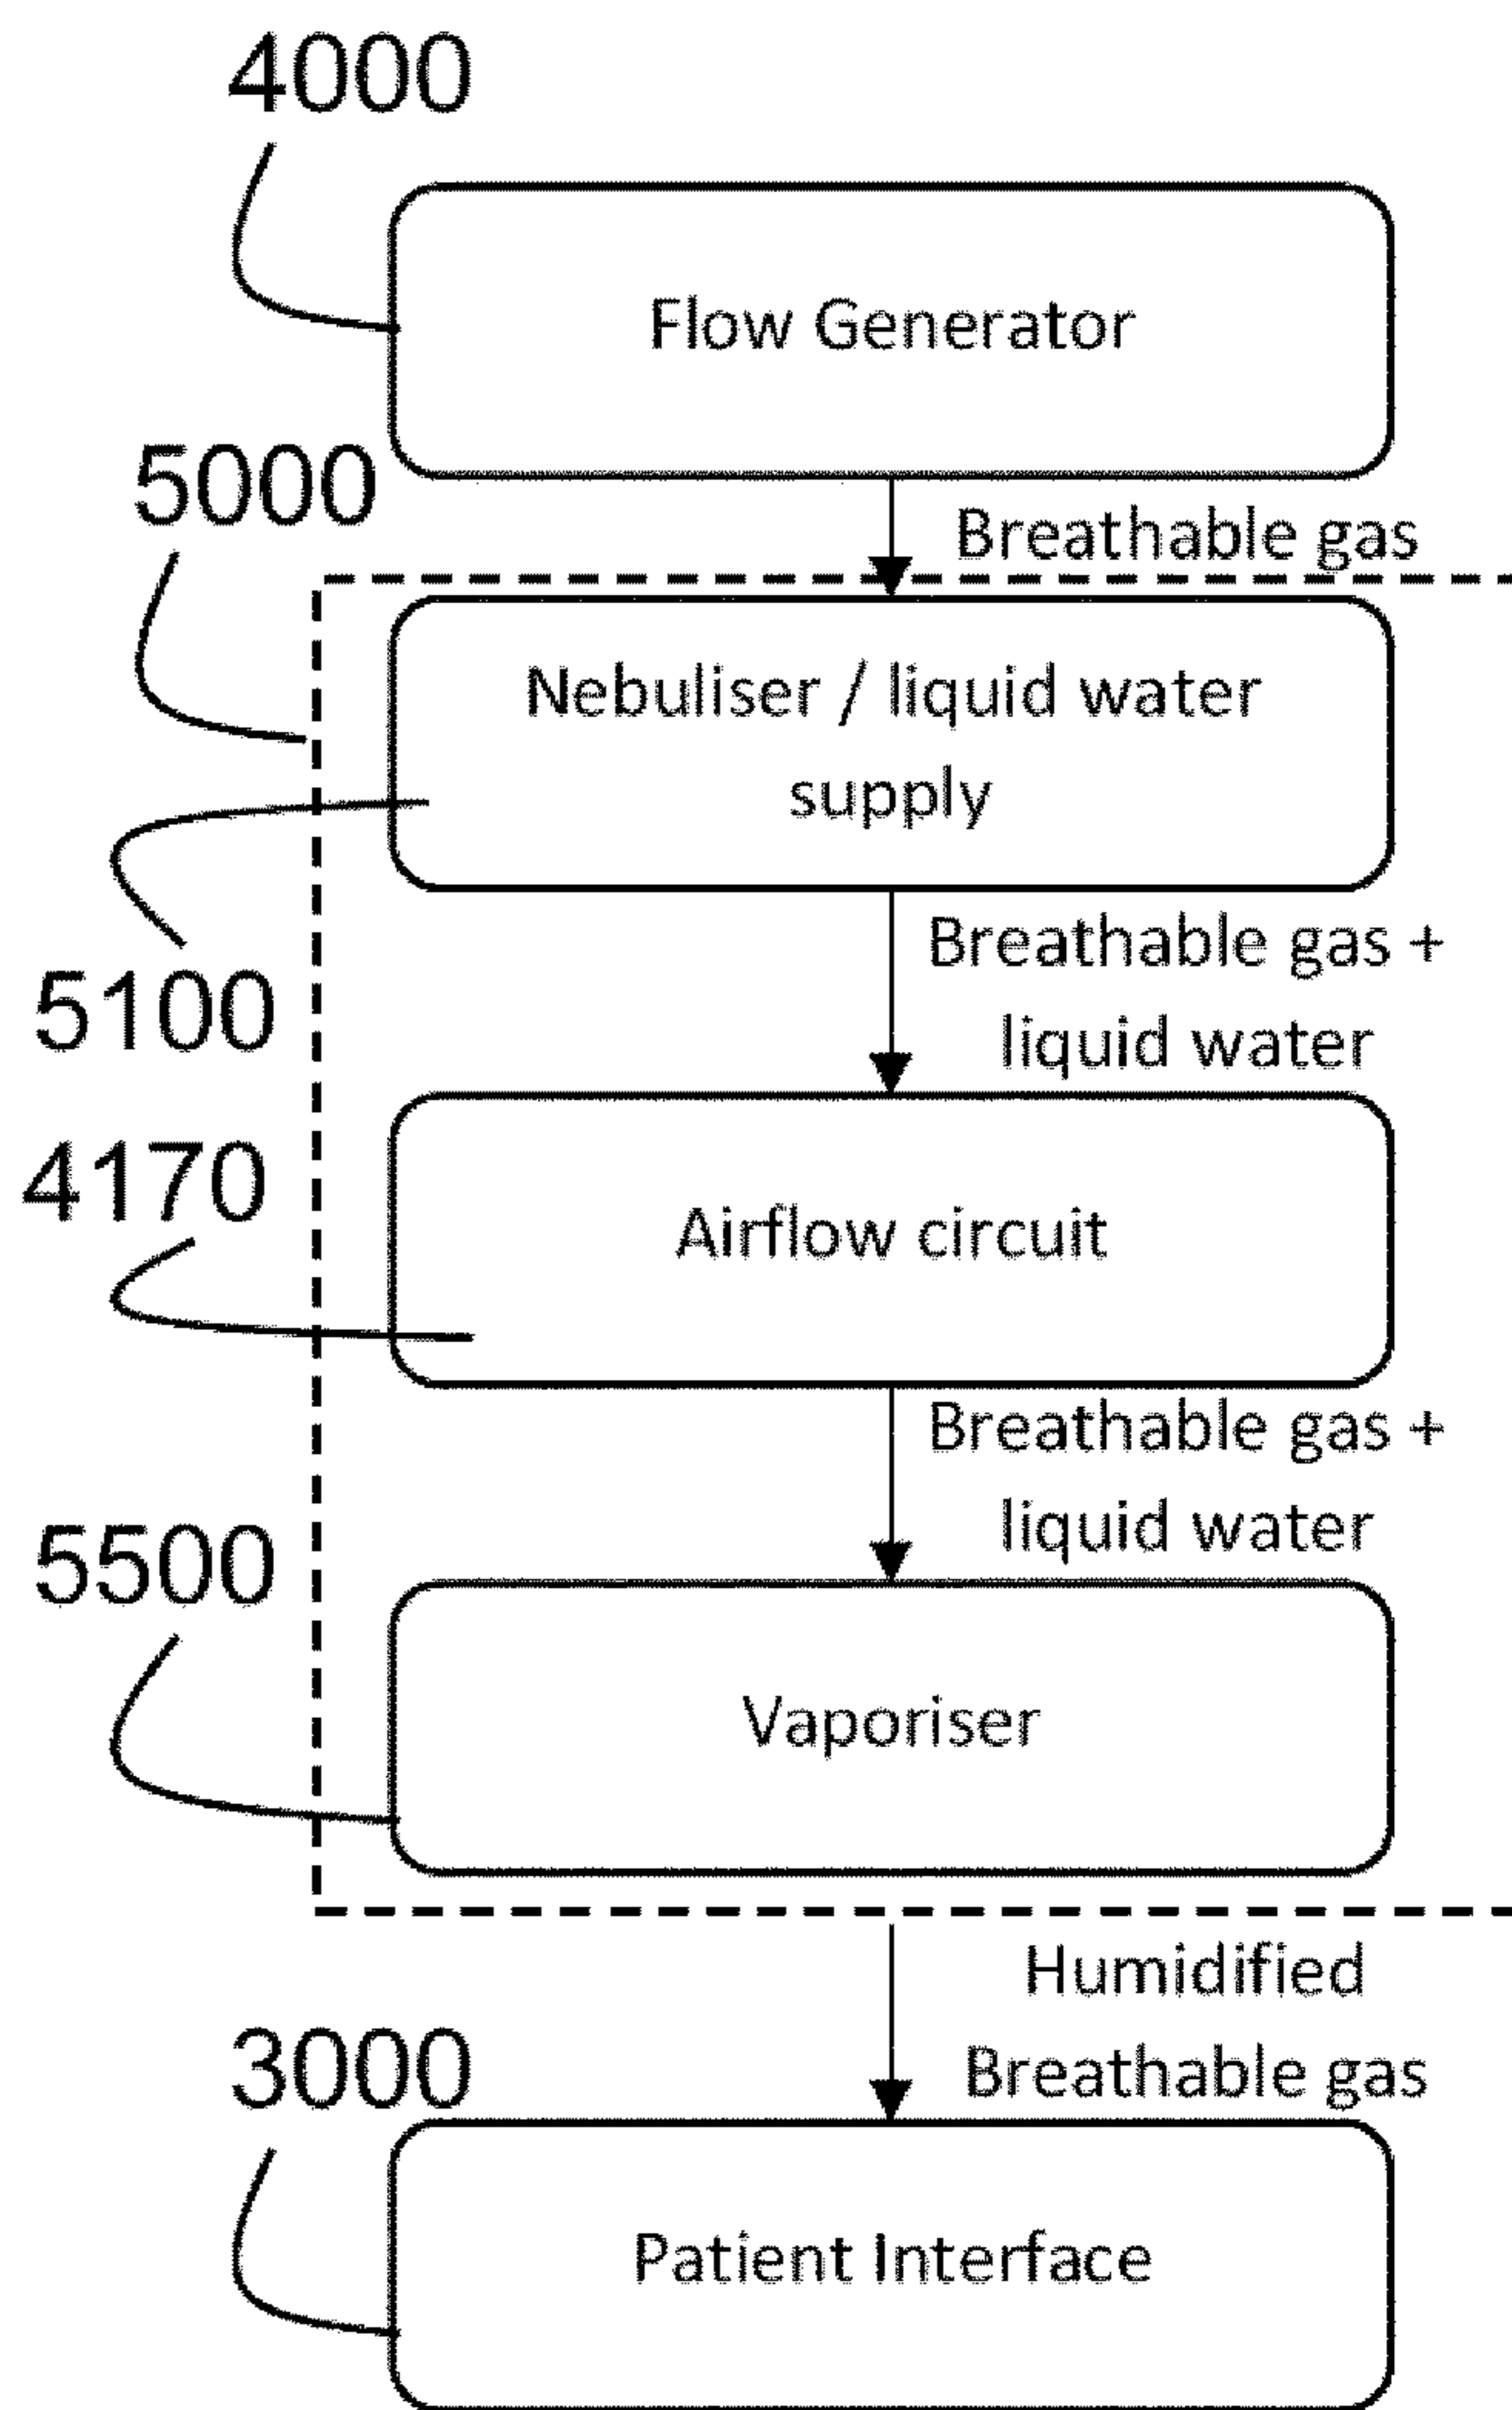 4000
Flow Generator
5000
Breathable gas
Nebuliser / liquid water
supply
5100
Breathable gas +
liquid water
4170
Airflow circuit
Breathable gas +
liquid water
5500
Vaporiser
Humidified
Breathable gas
3000
Patient Interface